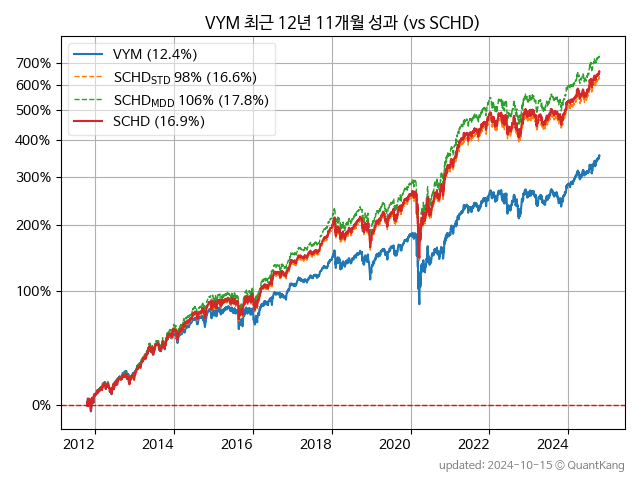 VYM 최근 12년 11개월 성과 (vs SCHD)
VYM (12.4%)
SCHD_STD 98% (16.6%)
SCHD_MDD 106% (17.8%)
SCHD (16.9%)
700%
600%
500%
400%
300%
200%
100%
0%
2012 2014 2016 2018 2020 2022 2024
updated: 2024-10-15 © QuantKang